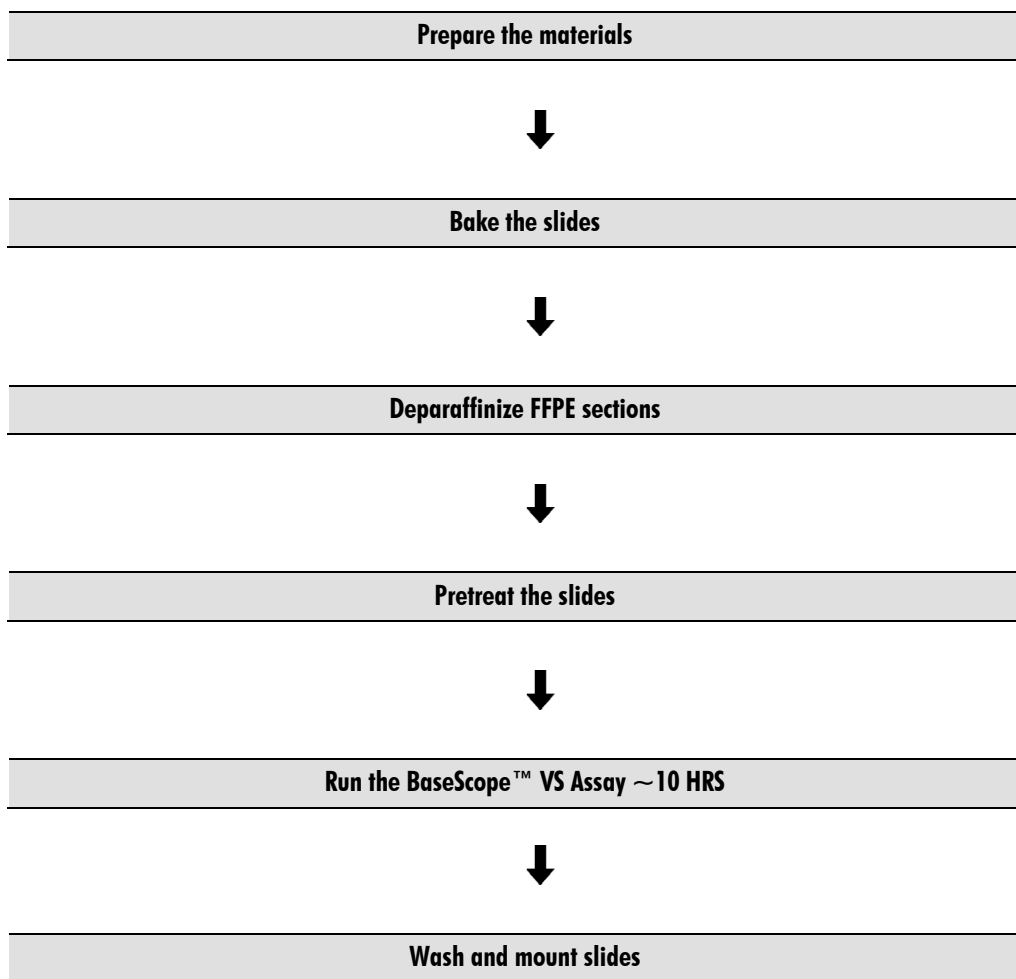 Prepare the materials
Bake the slides
Deparaffinize FFPE sections
Pretreat the slides
Run the BaseScope™ VS Assay ~10 HRS
Wash and mount slides